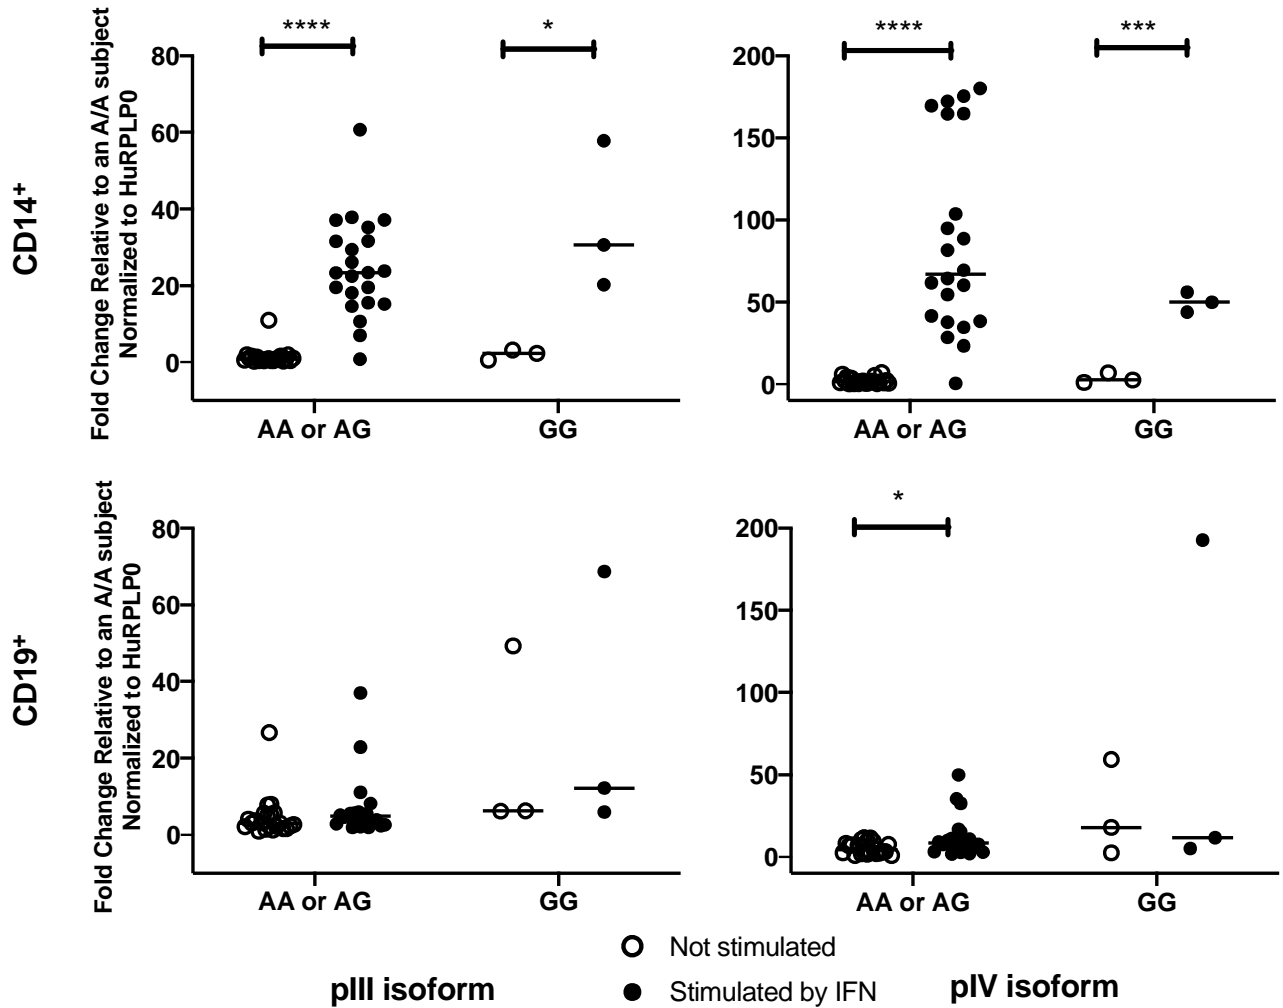 CD14+
Fold Change Relative to an A/A subject
Normalized to HuRPLP0
80
60
40
20
0
****
*
AA or AG
GG
200
150
100
50
0
****
***
AA or AG
GG
CD19+
Fold Change Relative to an A/A subject
Normalized to HuRPLP0
80
60
40
20
0
AA or AG
GG
200
150
100
50
0
*
AA or AG
GG
Not stimulated
Stimulated by IFN
pIII isoform
pIV isoform